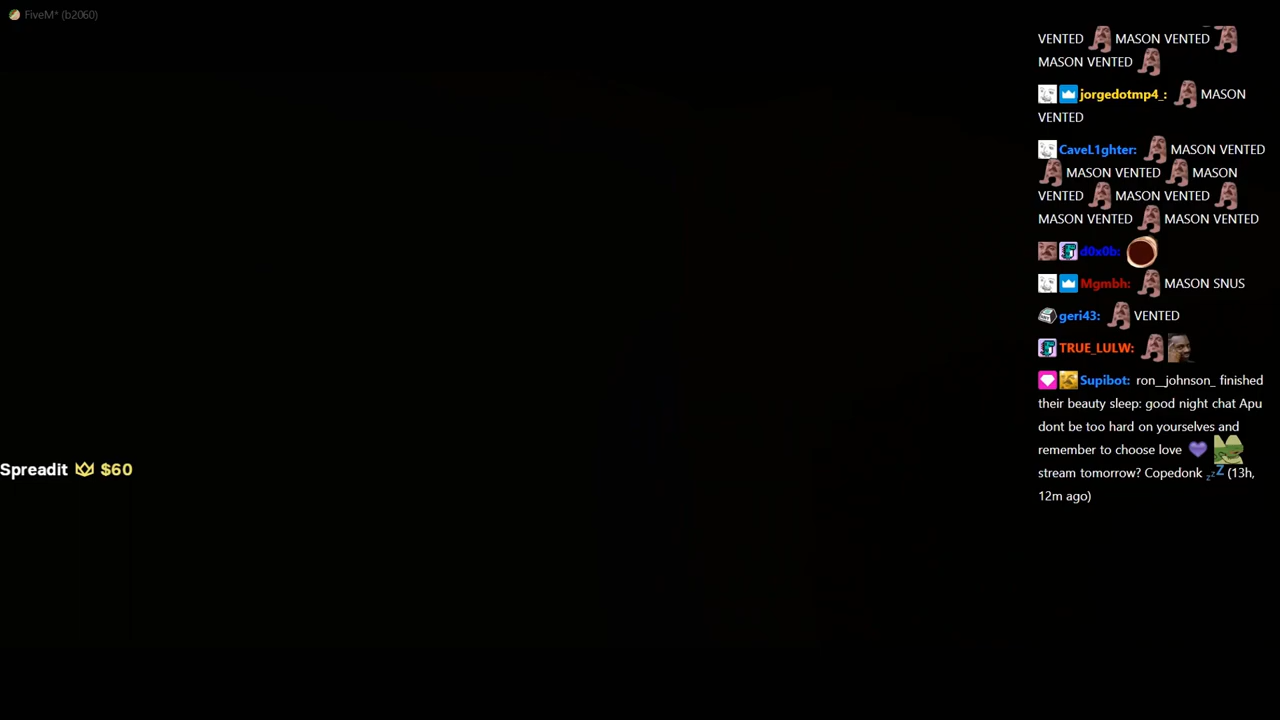 FiveM* (b2060)
VENTED MASON VENTED
MASON VENTED
jorgedotmp4_: MASON
VENTED
CaveL1ghter: MASON VENTED
MASON VENTED MASON
VENTED MASON VENTED
MASON VENTED MASON VENTED
d0x0b:
Mgmbh: MASON SNUS
geri43: VENTED
TRUE_LULW:
Supibot: ron__johnson_ finished
their beauty sleep: good night chat Apu
dont be too hard on yourselves and
remember to choose love
stream tomorrow? Copedonk zzZ (13h,
12m ago)
Spreadit $60